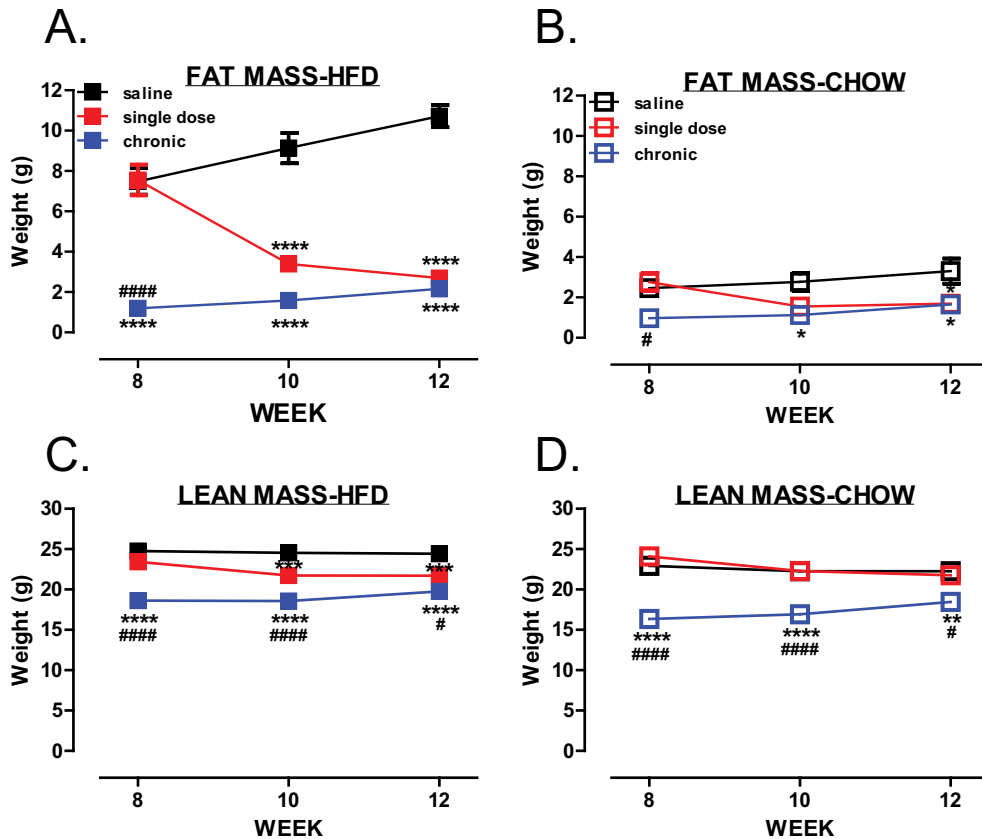 A.
FAT MASS-HFD
saline
single dose
chronic
Weight (g)
12
10
8
6
4
2
0
****
****
####
****
****
****
8
10
12
WEEK
B.
FAT MASS-CHOW
saline
single dose
chronic
Weight (g)
12
10
8
6
4
2
0
*
#
*
*
8
10
12
WEEK
C.
LEAN MASS-HFD
Weight (g)
30
25
20
15
10
5
0
***
***
****
####
****
####
****
#
8
10
12
WEEK
D.
LEAN MASS-CHOW
Weight (g)
30
25
20
15
10
5
0
****
####
****
####
**
#
8
10
12
WEEK